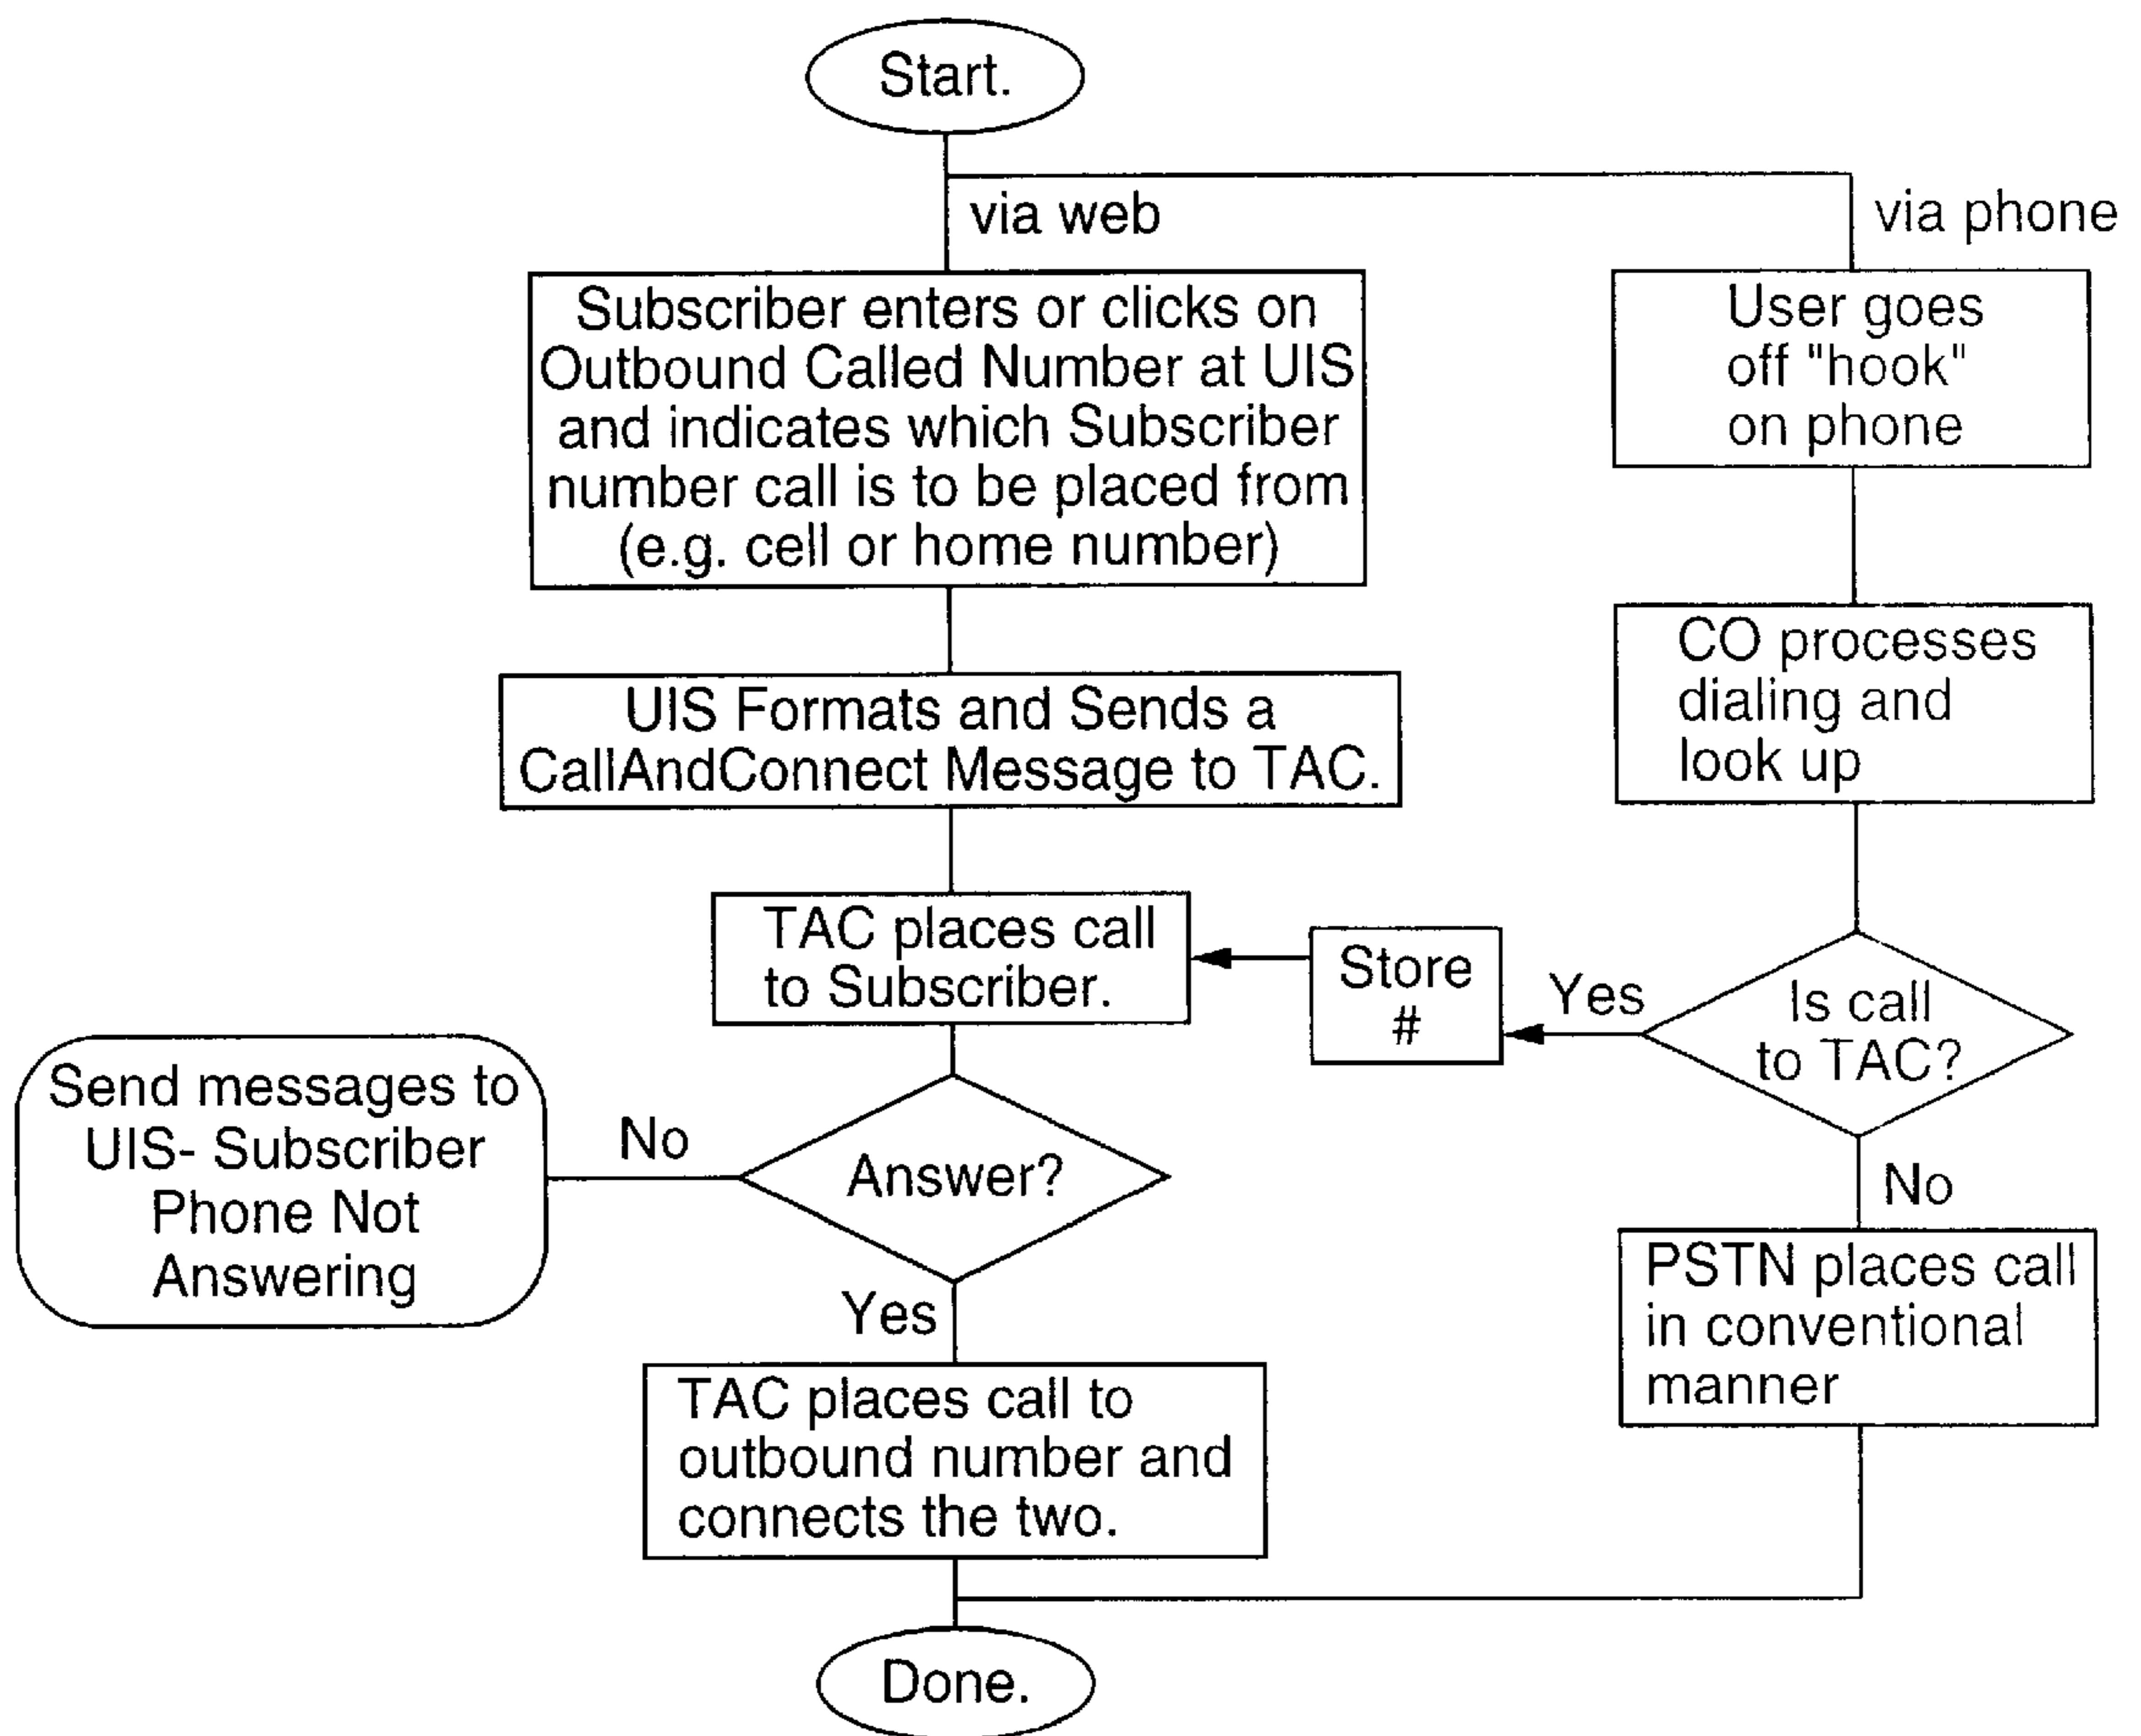 Start.
via web
via phone
Subscriber enters or clicks on
Outbound Called Number at UIS
and indicates which Subscriber
number call is to be placed from
(e.g. cell or home number)
User goes
off "hook"
on phone
UIS Formats and Sends a
CallAndConnect Message to TAC.
CO processes
dialing and
look up
TAC places call
to Subscriber.
Store
#
Yes
Is call
to TAC?
Send messages to
UIS- Subscriber
Phone Not
Answering
No
Answer?
No
Yes
PSTN places call
in conventional
manner
TAC places call to
outbound number and
connects the two.
Done.